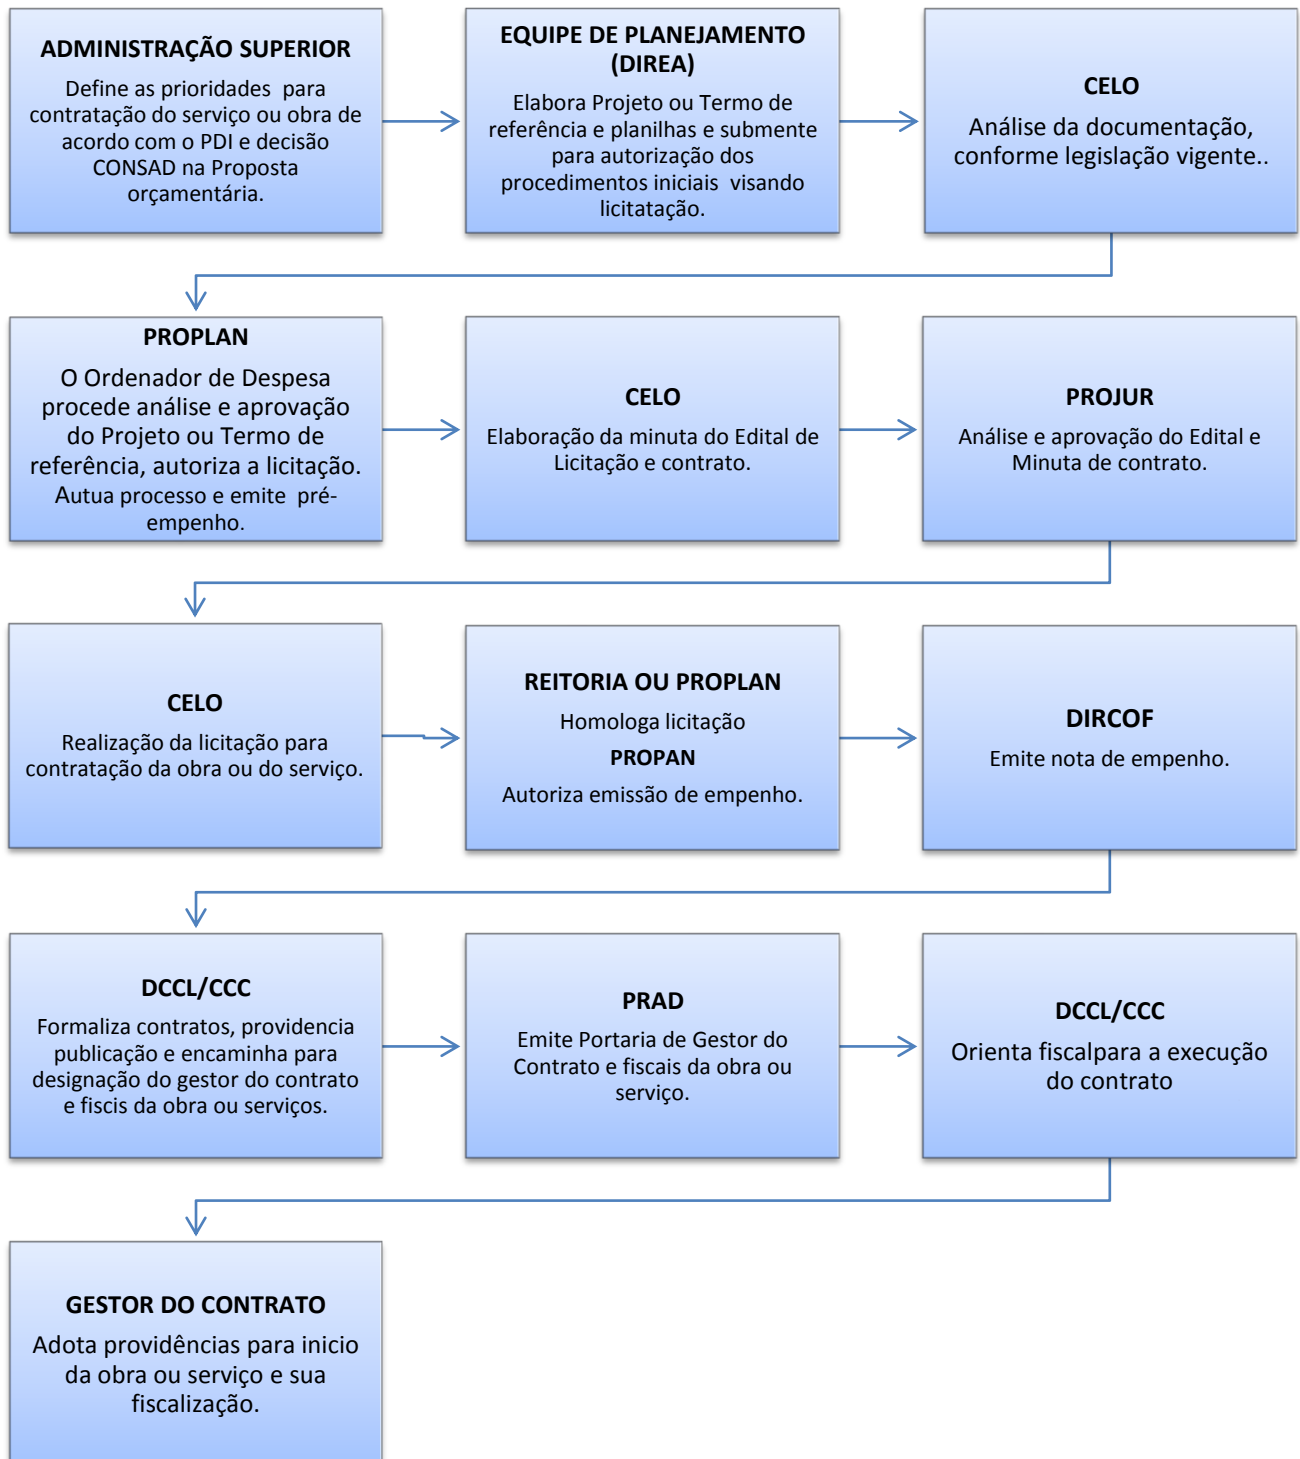 ADMINISTRAÇÃO SUPERIOR
Define as prioridades para
contratação do serviço ou obra de
acordo com o PDI e decisão
CONSAD na Proposta
orçamentária.
EQUIPE DE PLANEJAMENTO
(DIREA)
Elabora Projeto ou Termo de
referência e planilhas e submente
para autorização dos
procedimentos iniciais visando
licitatação.
CELO
Análise da documentação,
conforme legislação vigente..
PROPLAN
O Ordenador de Despesa
procede análise e aprovação
do Projeto ou Termo de
referência, autoriza a licitação.
Autua processo e emite pré-
empenho.
CELO
Elaboração da minuta do Edital de
Licitação e contrato.
PROJUR
Análise e aprovação do Edital e
Minuta de contrato.
CELO
Realização da licitação para
contratação da obra ou do serviço.
REITORIA OU PROPLAN
Homologa licitação
PROPAN
Autoriza emissão de empenho.
DIRCOF
Emite nota de empenho.
DCCL/CCC
Formaliza contratos, providencia
publicação e encaminha para
designação do gestor do contrato
e fiscis da obra ou serviços.
PRAD
Emite Portaria de Gestor do
Contrato e fiscais da obra ou
serviço.
DCCL/CCC
Orienta fiscalpara a execução
do contrato
GESTOR DO CONTRATO
Adota providências para inicio
da obra ou serviço e sua
fiscalização.